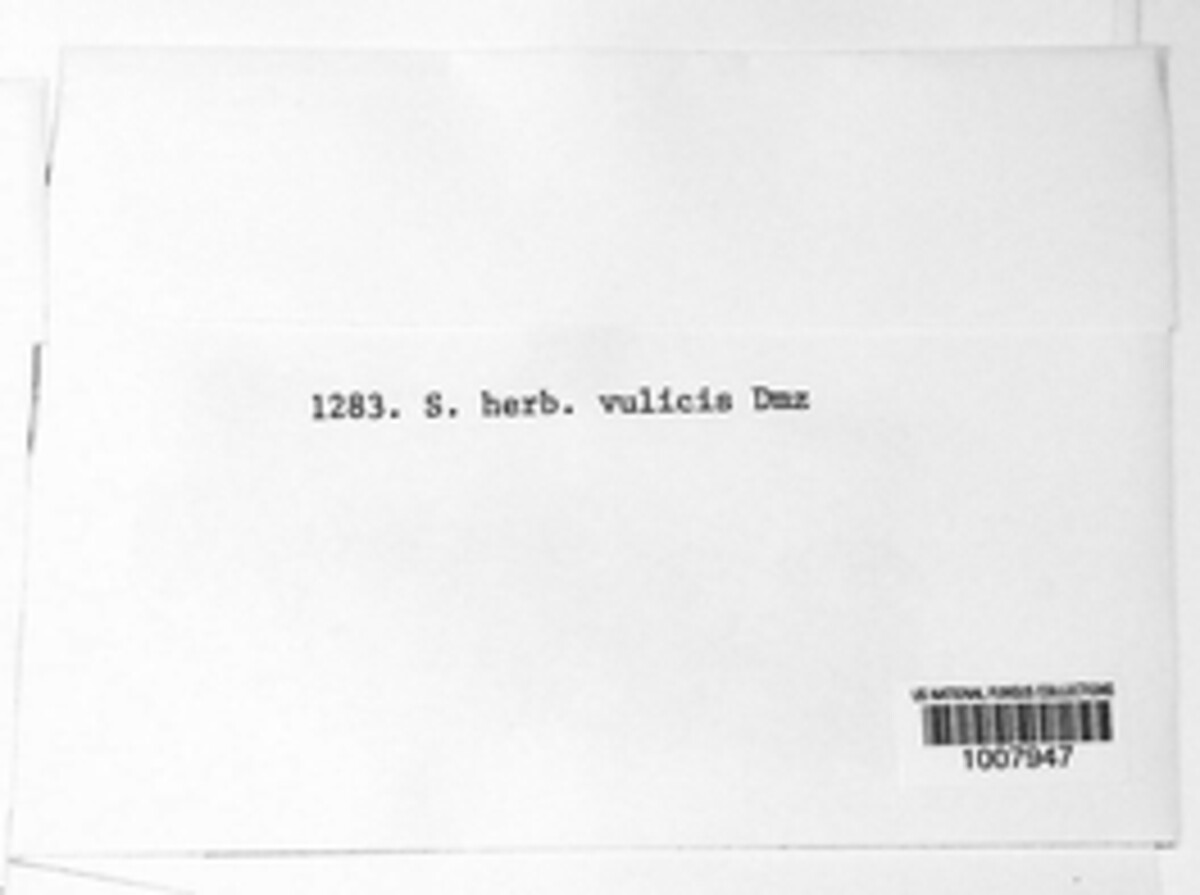 1283. S. herb. vulicis Dmz
US NATIONAL FUNGUS COLLECTIONS
1007947